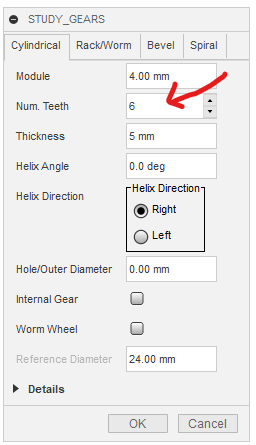 STUDY_GEARS
Cylindrical Rack/Worm Bevel Spiral
Module 4.00 mm
Num. Teeth 6
Thickness 5 mm
Helix Angle 0.0 deg
Helix Direction
Helix Direction
Right
Left
Hole/Outer Diameter 0.00 mm
Internal Gear
Worm Wheel
Reference Diameter 24.00 mm
Details
OK Cancel